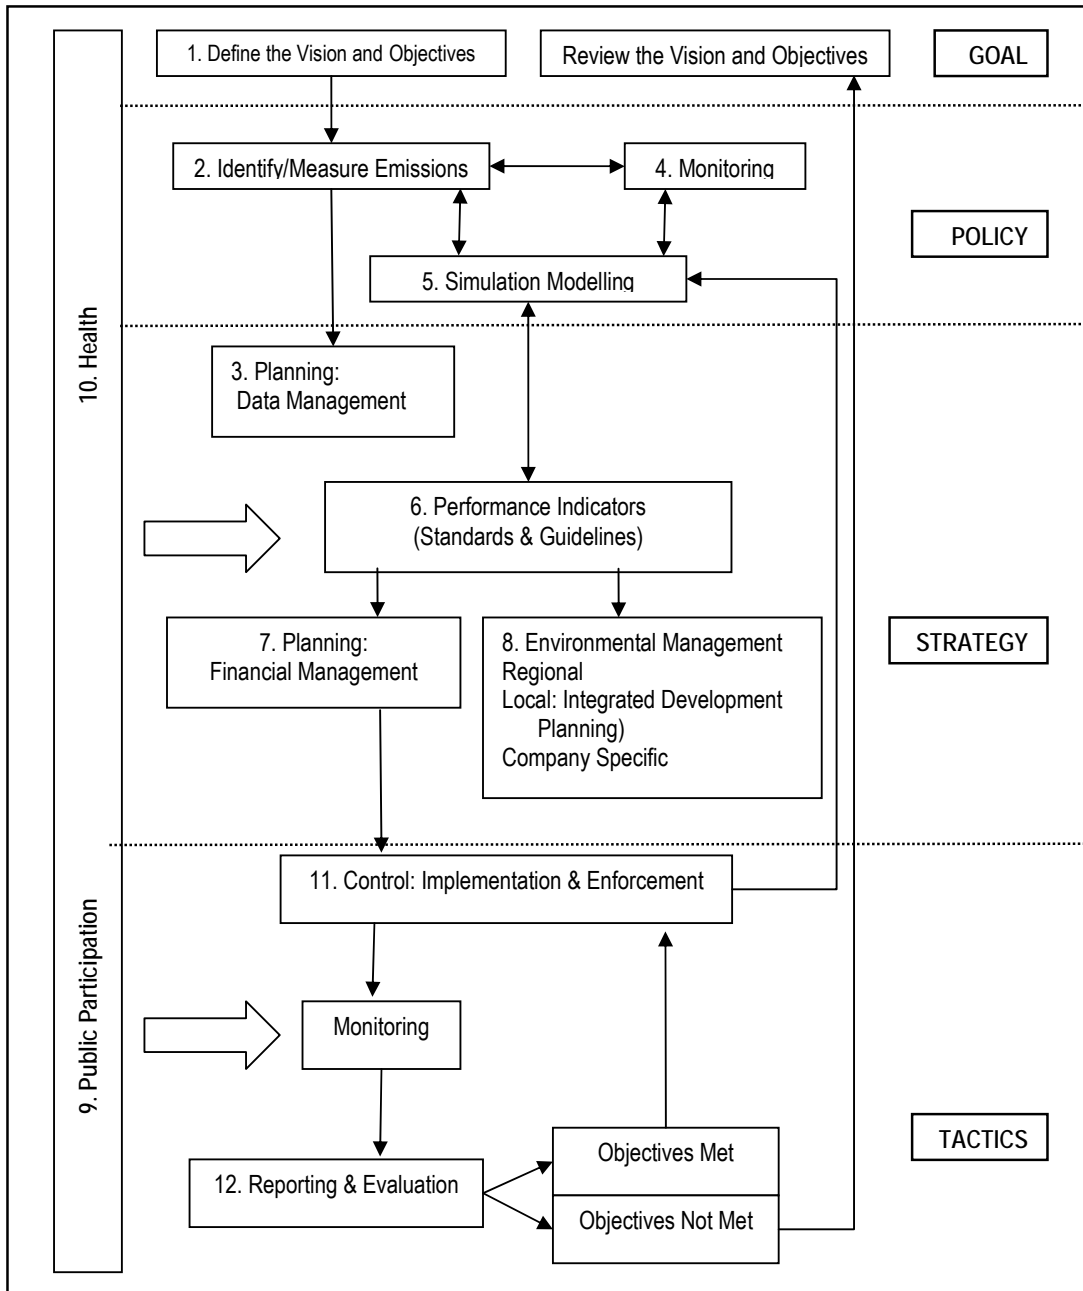 1. Define the Vision and Objectives
Review the Vision and Objectives
GOAL
2. Identify/Measure Emissions
4. Monitoring
POLICY
5. Simulation Modelling
10. Health
3. Planning:
Data Management
6. Performance Indicators
(Standards & Guidelines)
7. Planning:
Financial Management
8. Environmental Management
Regional
Local: Integrated Development
Planning)
Company Specific
STRATEGY
11. Control: Implementation & Enforcement
9. Public Participation
Monitoring
TACTICS
Objectives Met
12. Reporting & Evaluation
Objectives Not Met